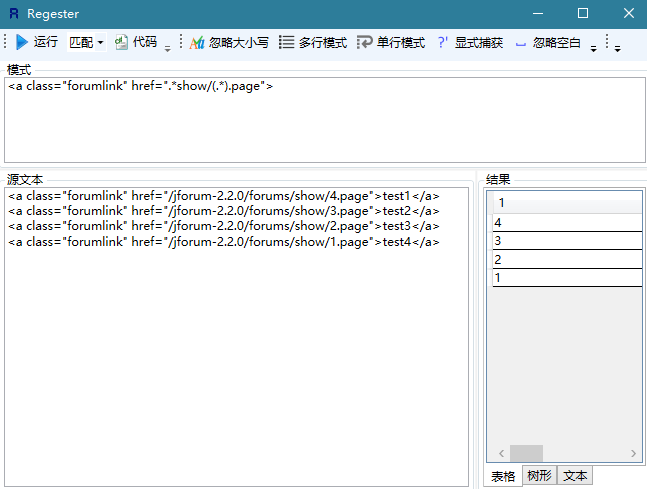 Regester
运行 匹配 代码 忽略大小写 多行模式 单行模式 显式捕获 忽略空白
模式
<a class="forumlink" href=".*show/(.*).page">
源文本
<a class="forumlink" href="/jforum-2.2.0/forums/show/4.page">test1</a>
<a class="forumlink" href="/jforum-2.2.0/forums/show/3.page">test2</a>
<a class="forumlink" href="/jforum-2.2.0/forums/show/2.page">test3</a>
<a class="forumlink" href="/jforum-2.2.0/forums/show/1.page">test4</a>
结果
1
4
3
2
1
表格 树形 文本